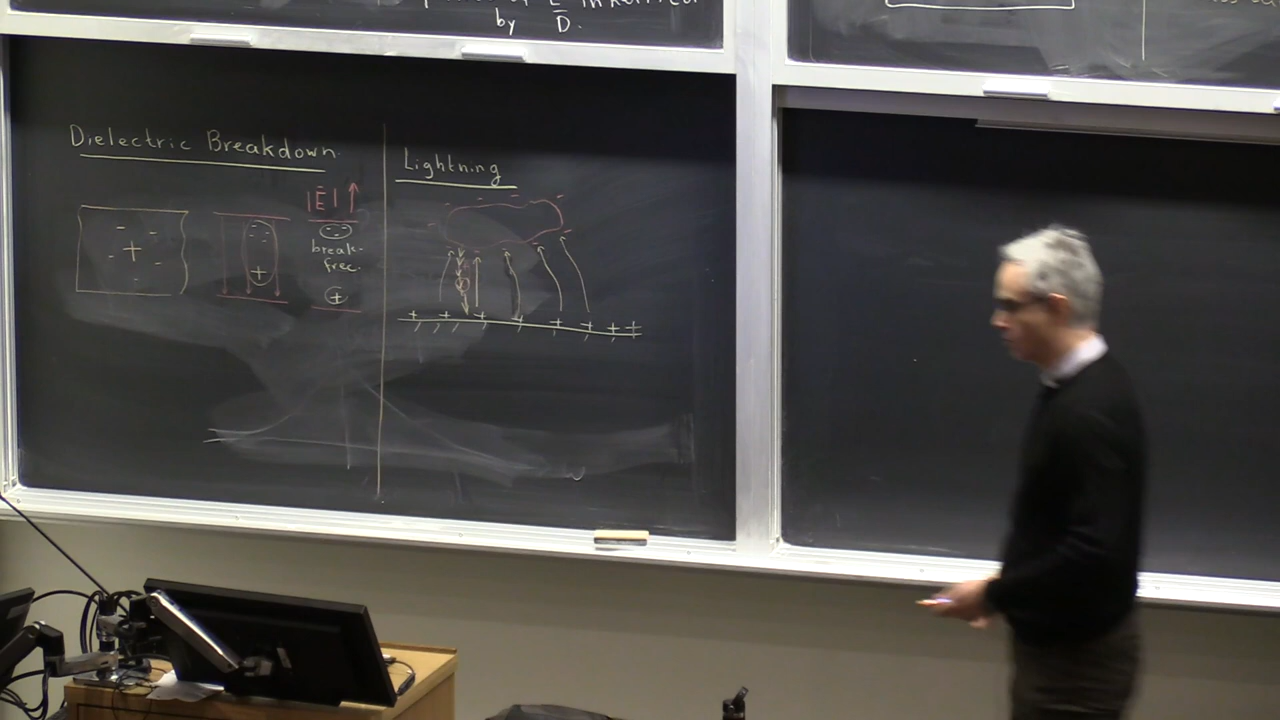 by D.
Dielectric Breakdown.
Lightning
|E| ↑
break-
free.